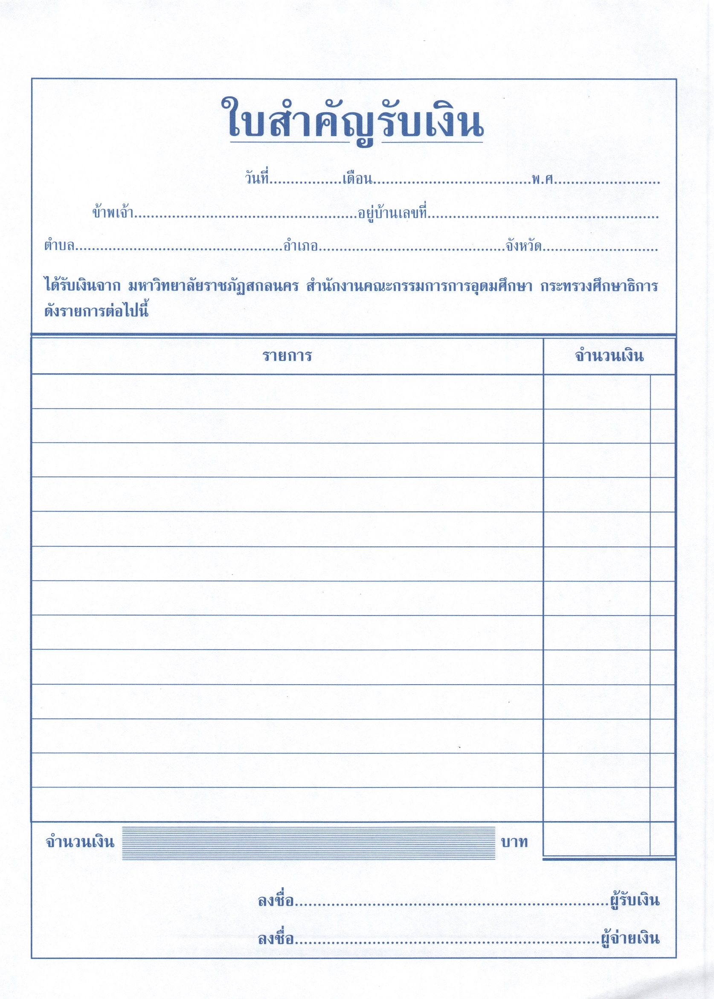 ใบสำคัญรับเงิน
วันที่.................เดือน.....................................พ.ศ.........................
ข้าพเจ้า....................................................อยู่บ้านเลขที่......................................................
ตำบล................................................อำเภอ...........................................จังหวัด...........................
ได้รับเงินจาก มหาวิทยาลัยราชภัฏสกลนคร สำนักงานคณะกรรมการการอุดมศึกษา กระทรวงศึกษาธิการ
ดังรายการต่อไปนี้
รายการ จำนวนเงิน
จำนวนเงิน บาท
ลงชื่อ.....................................................................ผู้รับเงิน
ลงชื่อ...................................................................ผู้จ่ายเงิน